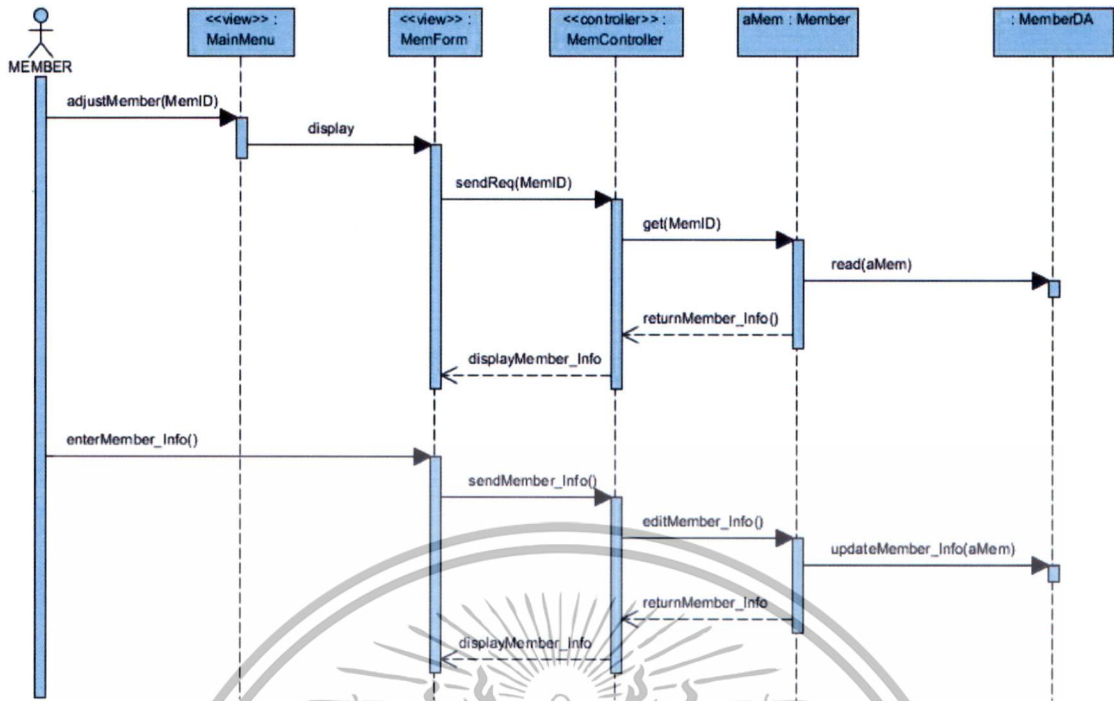 <<view>> :
MainMenu
<<view>> :
MemForm
<<controller>> :
MemController
aMem : Member
: MemberDA
MEMBER
adjustMember(MemID)
display
sendReq(MemID)
get(MemID)
read(aMem)
returnMember_Info()
displayMember_Info
enterMember_Info()
sendMember_Info()
editMember_Info()
updateMember_Info(aMem)
returnMember_Info
displayMember_Info